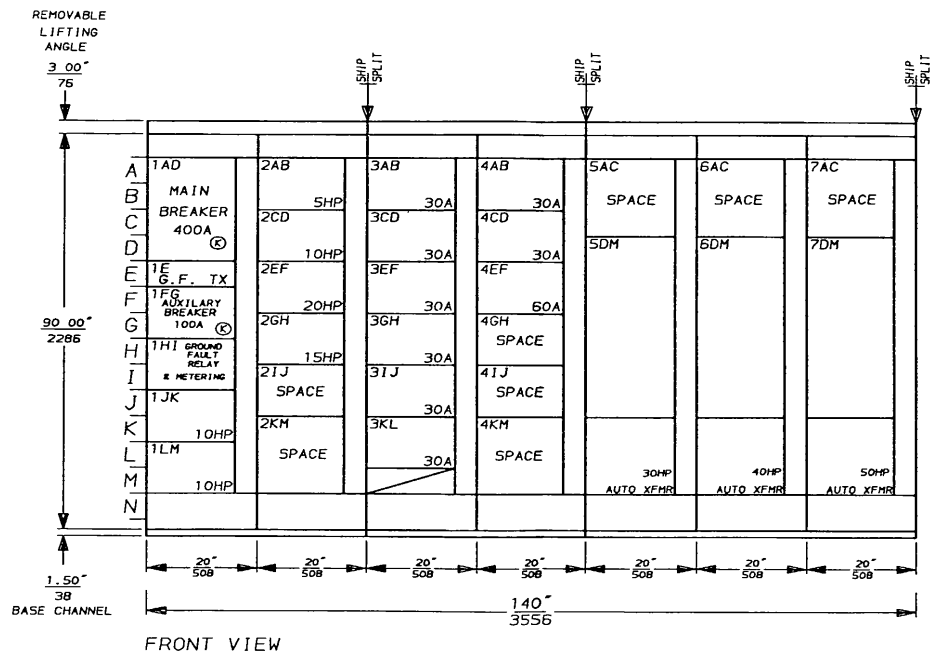 REMOVABLE
LIFTING
ANGLE
3 00"
76
SHIP SPLIT
SHIP SPLIT
SHIP SPLIT
90 00"
2286
1.50"
38
BASE CHANNEL
A
B
C
D
E
F
G
H
I
J
K
L
M
N
1AD
MAIN
BREAKER
400A
K
1E
G.F. TX
1FG
AUXILARY
BREAKER
100A
K
1HI GROUND
FAULT
RELAY
& METERING
1JK
10HP
1LM
10HP
2AB
5HP
2CD
10HP
2EF
20HP
2GH
15HP
2IJ
SPACE
2KM
SPACE
3AB
30A
3CD
30A
3EF
30A
3GH
30A
3IJ
30A
3KL
30A
4AB
30A
4CD
30A
4EF
60A
4GH
SPACE
4IJ
SPACE
4KM
SPACE
5AC
SPACE
5DM
30HP
AUTO XFMR
6AC
SPACE
6DM
40HP
AUTO XFMR
7AC
SPACE
7DM
50HP
AUTO XFMR
20"
508
20"
508
20"
508
20"
508
20"
508
20"
508
20"
508
140"
3556
FRONT VIEW